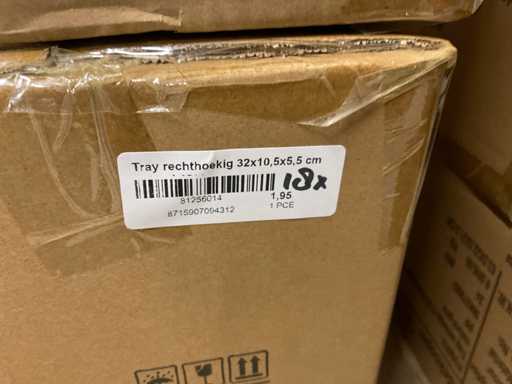 Tray rechthoekig 32x10,5x5,5 cm
18x
81256014 1,95
8715907094312 1 PCE